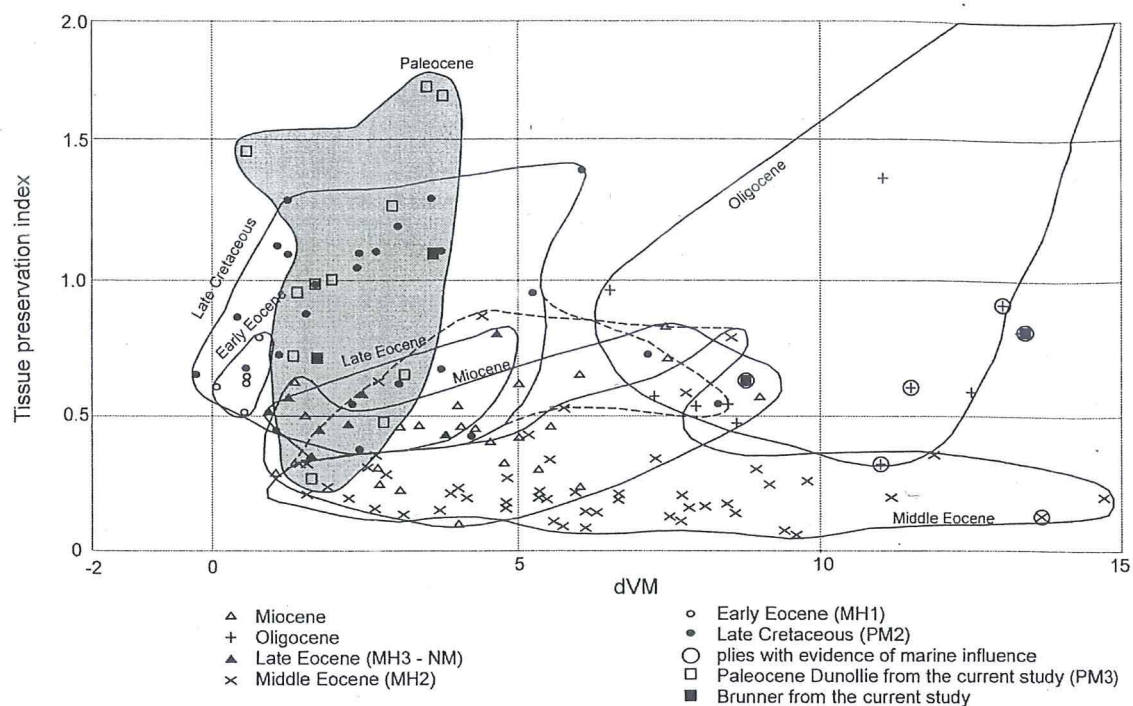 2.0
Paleocene
1.5
Oligocene
Tissue preservation index
Late Cretaceous
1.0
Early Eocene
Late Eocene
Miocene
0.5
Middle Eocene
0
-2
0
5
10
15
dVM
Miocene
Oligocene
Late Eocene (MH3 - NM)
Middle Eocene (MH2)
Early Eocene (MH1)
Late Cretaceous (PM2)
plies with evidence of marine influence
Paleocene Dunollie from the current study (PM3)
Brunner from the current study